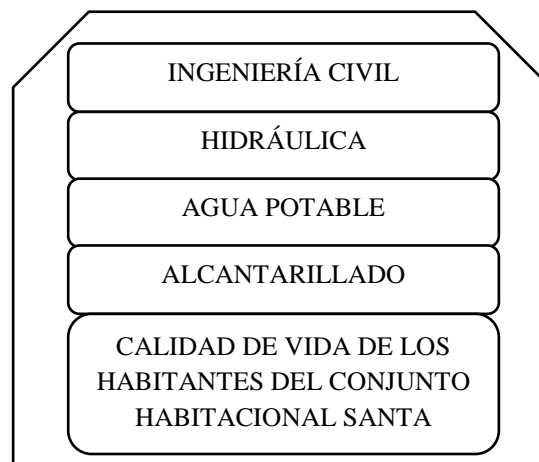 INGENIERÍA CIVIL
HIDRÁULICA
AGUA POTABLE
ALCANTARILLADO
CALIDAD DE VIDA DE LOS
HABITANTES DEL CONJUNTO
HABITACIONAL SANTA